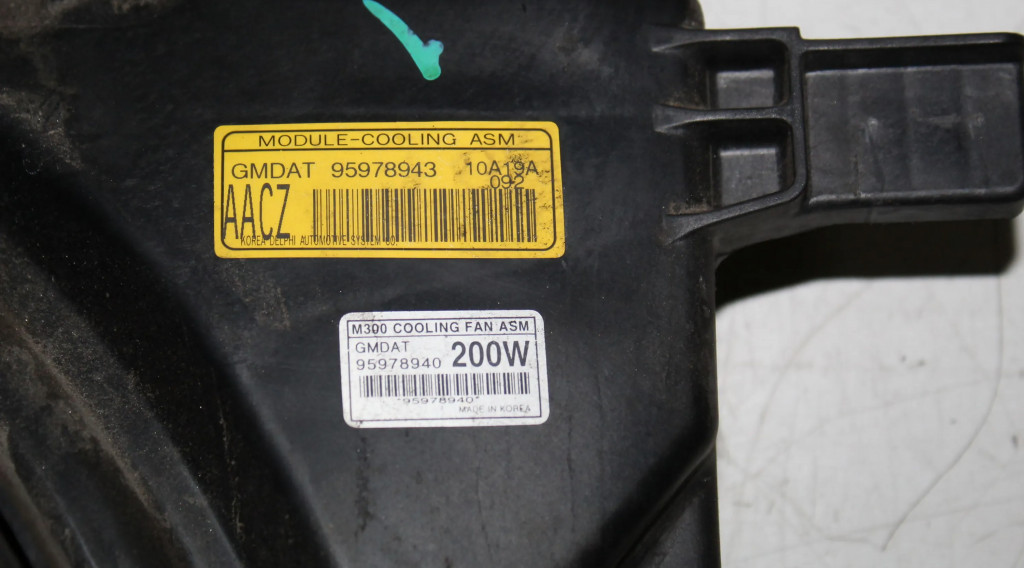 MODULE-COOLING ASM
GMDAT 95978943 10A19A
092
AACZ
KOREA DELPHI AUTOMOTIVE SYSTEM CO.
M300 COOLING FAN ASM
GMDAT
95978940 200W
*95978940*
MADE IN KOREA